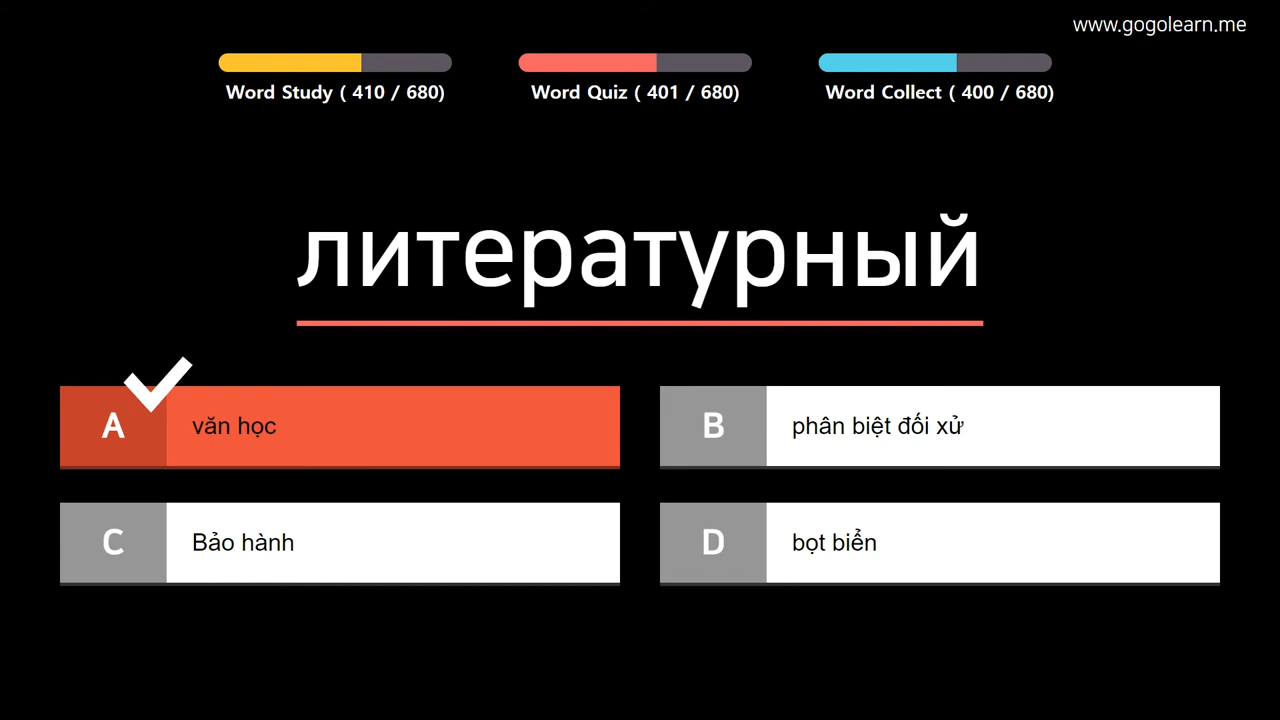 www.gogolearn.me
Word Study ( 410 / 680)
Word Quiz ( 401 / 680)
Word Collect ( 400 / 680)
литературный
A
văn học
B
phân biệt đối xử
C
Bảo hành
D
bọt biển